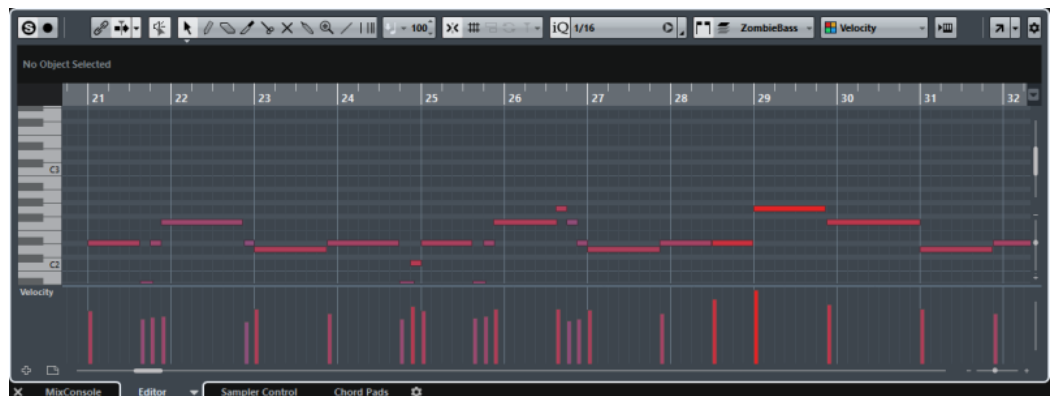 S 100 iQ 1/16 ZombieBass Velocity
No Object Selected
21 22 23 24 25 26 27 28 29 30 31 32
C3
C2
Velocity
MixConsole Editor Sampler Control Chord Pads